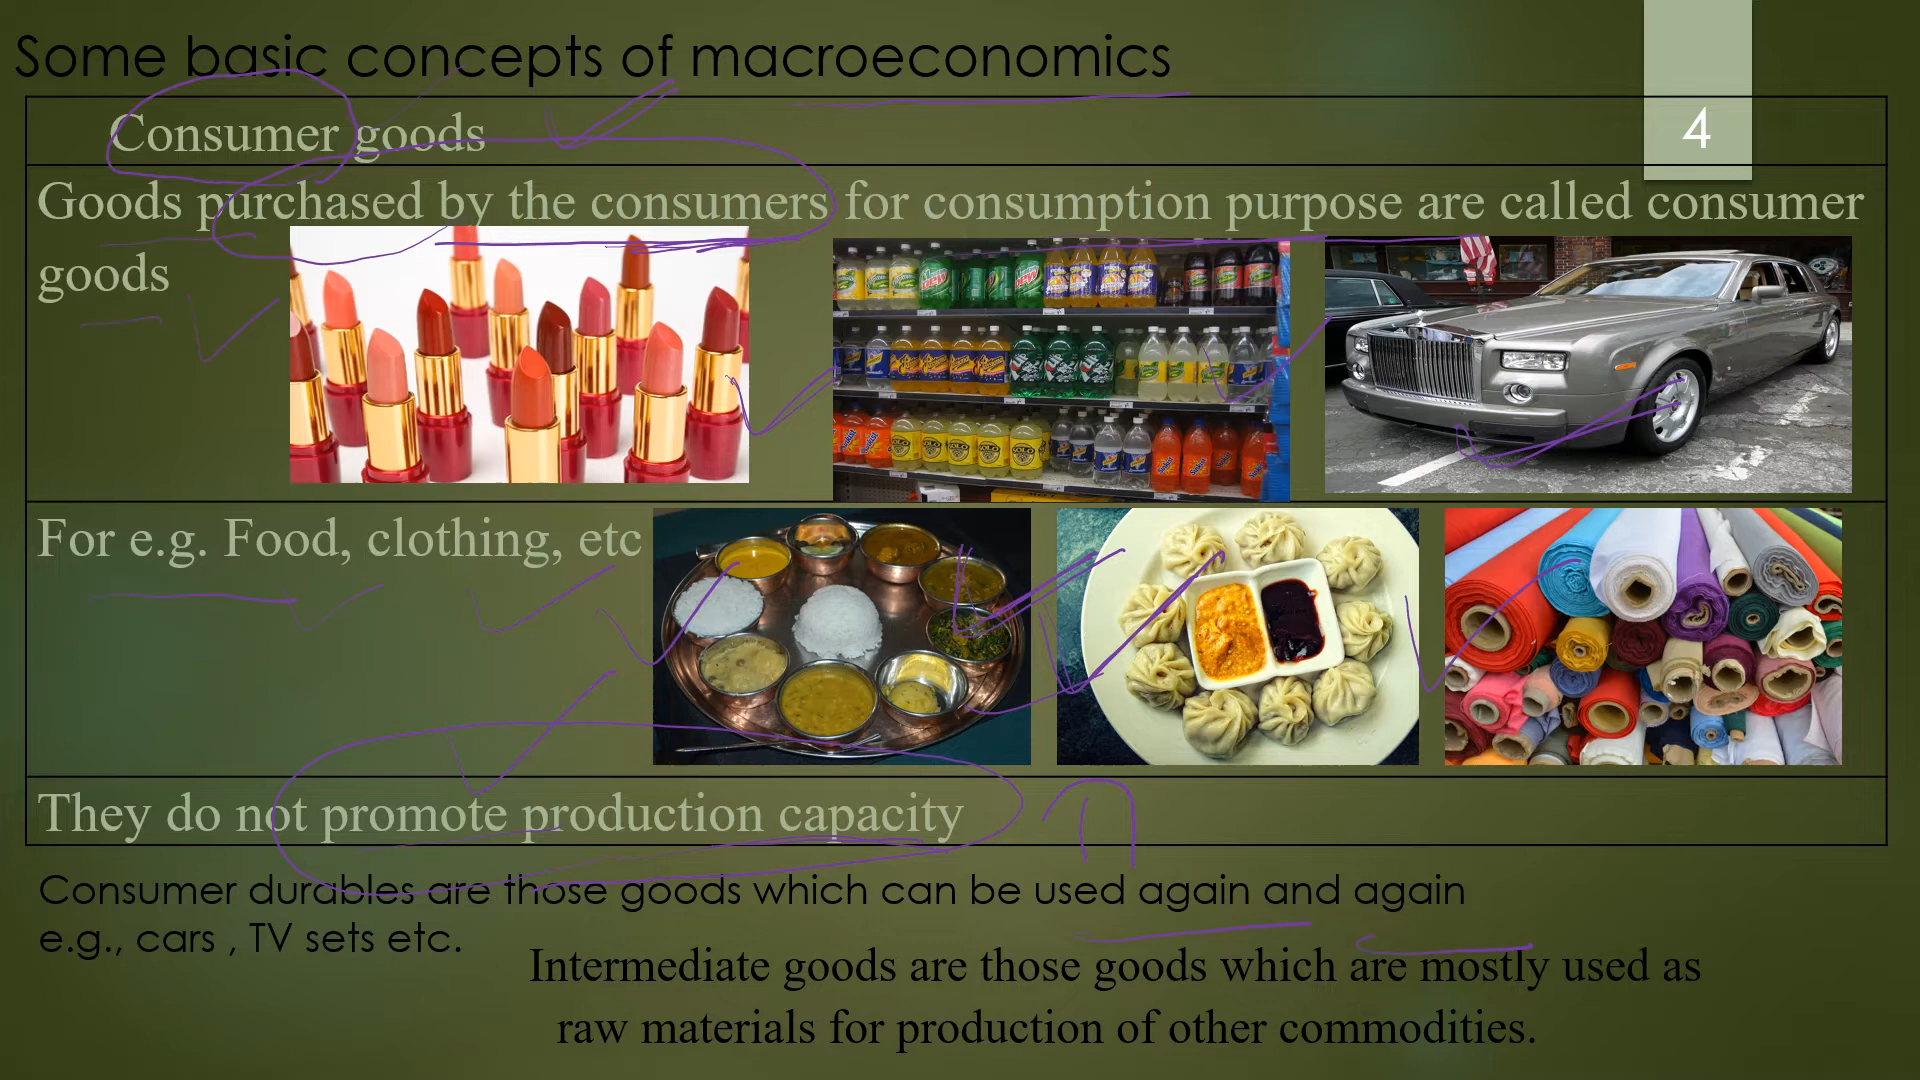 Some basic concepts of macroeconomics
4
Consumer goods
Goods purchased by the consumers for consumption purpose are called consumer
goods
For e.g. Food, clothing, etc
They do not promote production capacity
Consumer durables are those goods which can be used again and again
e.g., cars , TV sets etc.
Intermediate goods are those goods which are mostly used as
raw materials for production of other commodities.